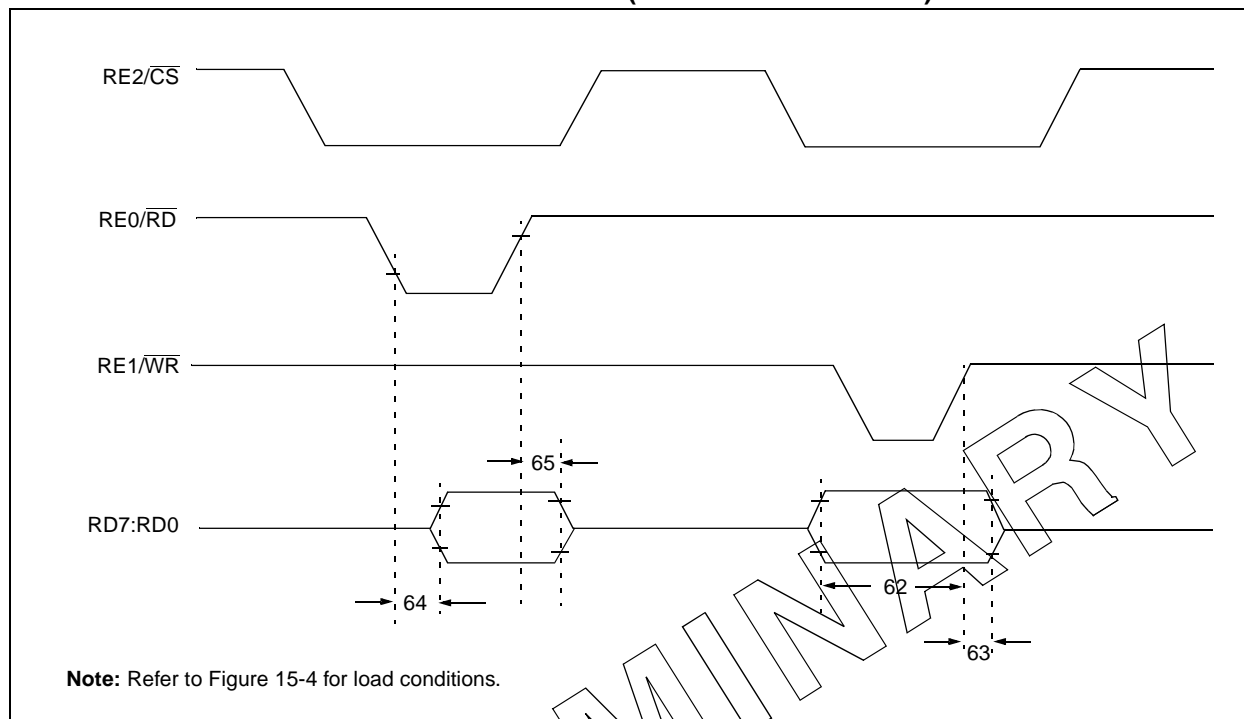 RE2/CS
RE0/RD
RE1/WR
65
RD7:RD0
62
64
63
Note: Refer to Figure 15-4 for load conditions.
MINARY